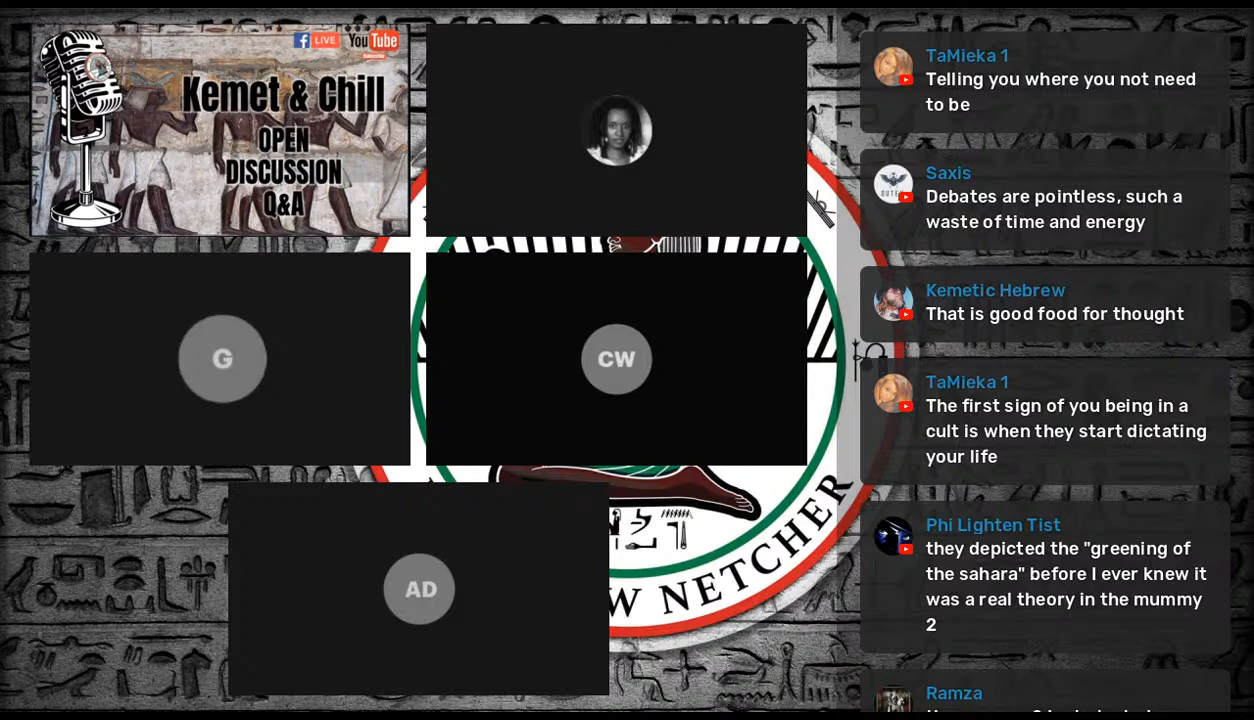 LIVE
YouTube
Subscribe
Kemet & Chill
OPEN
DISCUSSION
Q&A
G
CW
AD
W NETCHER
TaMieka 1
Telling you where you not need
to be
Saxis
Debates are pointless, such a
waste of time and energy
Kemetic Hebrew
That is good food for thought
TaMieka 1
The first sign of you being in a
cult is when they start dictating
your life
Phi Lighten Tist
they depicted the "greening of
the sahara" before I ever knew it
was a real theory in the mummy
2
Ramza